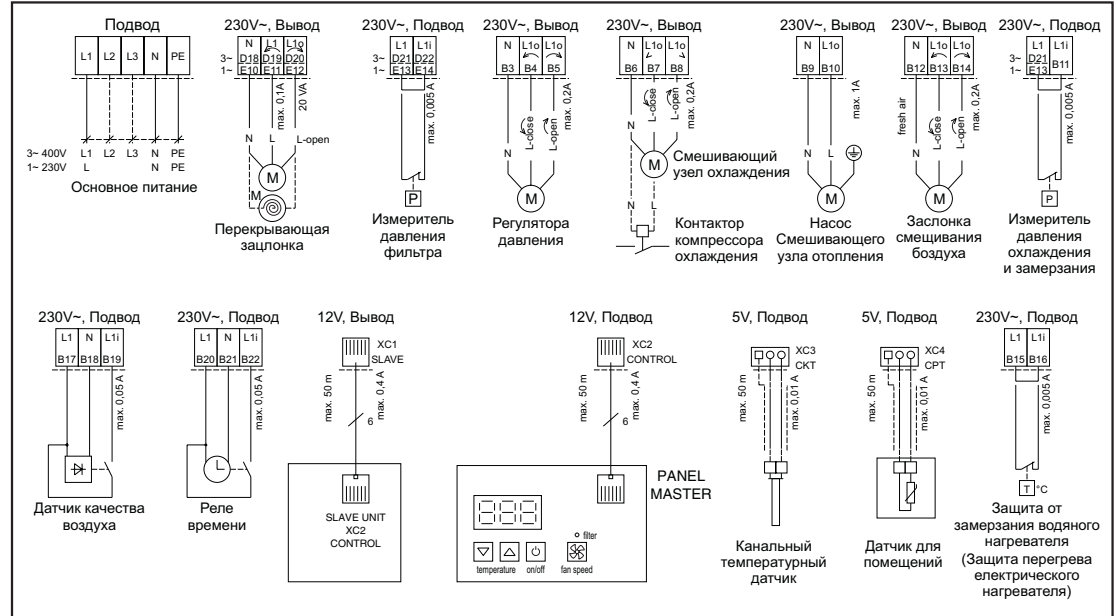 Подвод
L1 L2 L3 N PE
3~ 400V L1 L2 L3 N PE
1~ 230V L N PE
Основное питание
230V~, Вывод
N L1 L1o
3~ D18 D19 D20
1~ E10 E11 E12
max. 0,1A
20 VA
N L L-open
M
M
Перекрывающая
зацлонка
230V~, Подвод
L1 L1i
3~ D21 D22
1~ E13 E14
max. 0,005 A
P
Измеритель
давления
фильтра
230V~, Вывод
N L1o L1o
B3 B4 B5
max. 0,2A
N L-close L-open
M
Регулятора
давления
230V~, Вывод
N L1o L1o
B6 B7 B8
max. 0,2A
L-close L-open
N
M
Смешивающий
узел охлаждения
N L
Контактор
компрессора
охлаждения
230V~, Вывод
N L1o
B9 B10
max. 1A
N L
M
Насос
Смешивающего
узла отопления
230V~, Вывод
N L1o L1o
B12 B13 B14
fresh air
max. 0,2A
N L-close L-open
M
Заслонка
смещивания
боздуха
230V~, Подвод
L1 L1i
3~ D21 B11
1~ E13
max. 0,005 A
P
Измеритель
давления
охлаждения
и замерзания
230V~, Подвод
L1 N L1i
B17 B18 B19
max. 0,05 A
Датчик качества
воздуха
230V~, Подвод
L1 N L1i
B20 B21 B22
max. 0,05 A
Реле
времени
12V, Вывод
XC1
SLAVE
max. 50 m
max. 0,4 A
6
SLAVE UNIT
XC2
CONTROL
12V, Подвод
XC2
CONTROL
max. 50 m
max. 0,4 A
6
PANEL
MASTER
filter
temperature on/off fan speed
5V, Подвод
XC3
CKT
max. 50 m
max. 0,01 A
Канальный
температурный
датчик
5V, Подвод
XC4
CPT
max. 50 m
max. 0,01 A
Датчик для
помещений
230V~, Подвод
L1 L1i
B15 B16
max. 0,005 A
T °C
Защита от
замерзания водяного
нагревателя
(Защита перегрева
електрического
нагревателя)